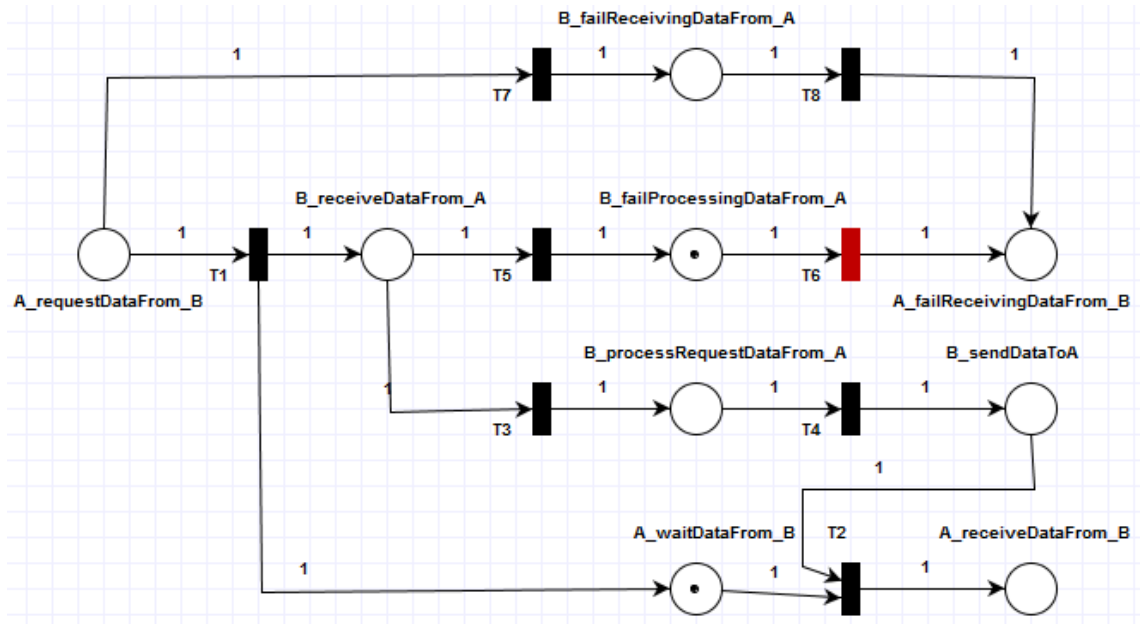 B_failReceivingDataFrom_A
1
1
1
1
T7
T8
B_receiveDataFrom_A
B_failProcessingDataFrom_A
1
1
1
1
1
1
T1
T5
T6
A_requestDataFrom_B
A_failReceivingDataFrom_B
B_processRequestDataFrom_A
B_sendDataToA
1
1
1
1
T3
T4
1
A_waitDataFrom_B
T2
A_receiveDataFrom_B
1
1
1